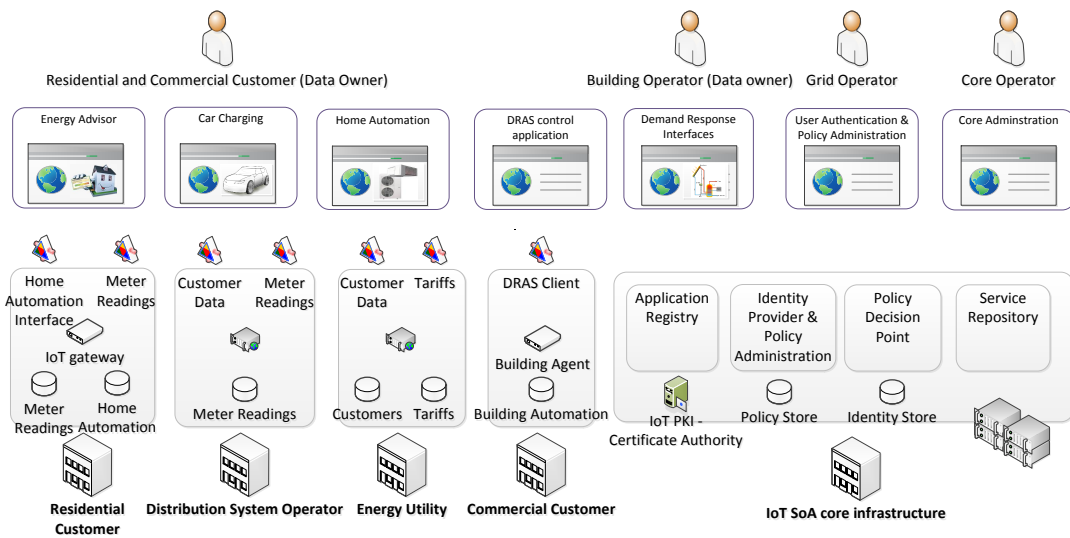 Residential and Commercial Customer (Data Owner)
Building Operator (Data owner)
Grid Operator
Core Operator
Energy Advisor
Car Charging
Home Automation
DRAS control
application
Demand Response
Interfaces
User Authentication &
Policy Administration
Core Adminstration
Home
Automation
Interface
Meter
Readings
IoT gateway
Meter
Readings
Home
Automation
Customer
Data
Meter
Readings
Meter Readings
Customer
Data
Tariffs
Customers
Tariffs
DRAS Client
Building Agent
Building Automation
Application
Registry
Identity
Provider &
Policy
Administration
Policy
Decision
Point
Service
Repository
IoT PKI -
Certificate Authority
Policy Store
Identity Store
Residential
Customer
Distribution System Operator
Energy Utility
Commercial Customer
IoT SoA core infrastructure